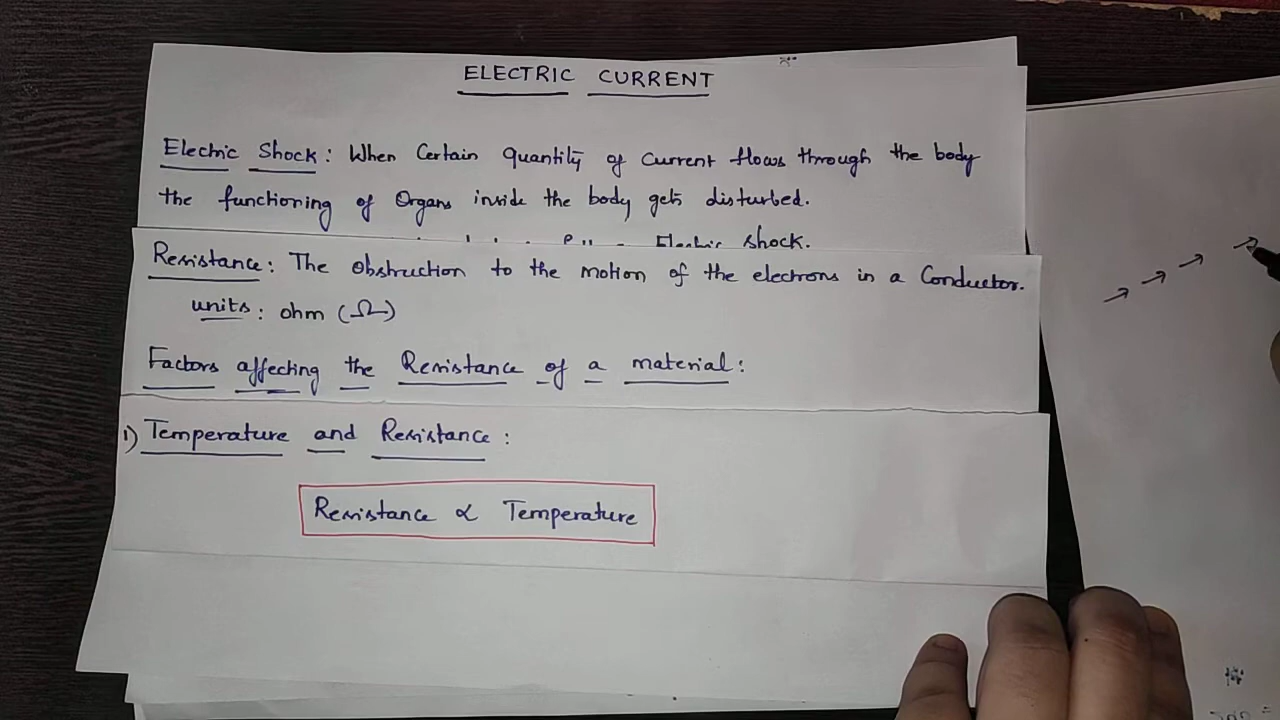 ELECTRIC CURRENT
Electric Shock: When Certain Quantity of Current flows through the body
the functioning of Organs inside the body gets disturbed.
Electric shock.
Resistance: The obstruction to the motion of the electrons in a Conductor.
units: ohm (Ω)
Factors affecting the Resistance of a material:
1) Temperature and Resistance:
Resistance ∝ Temperature